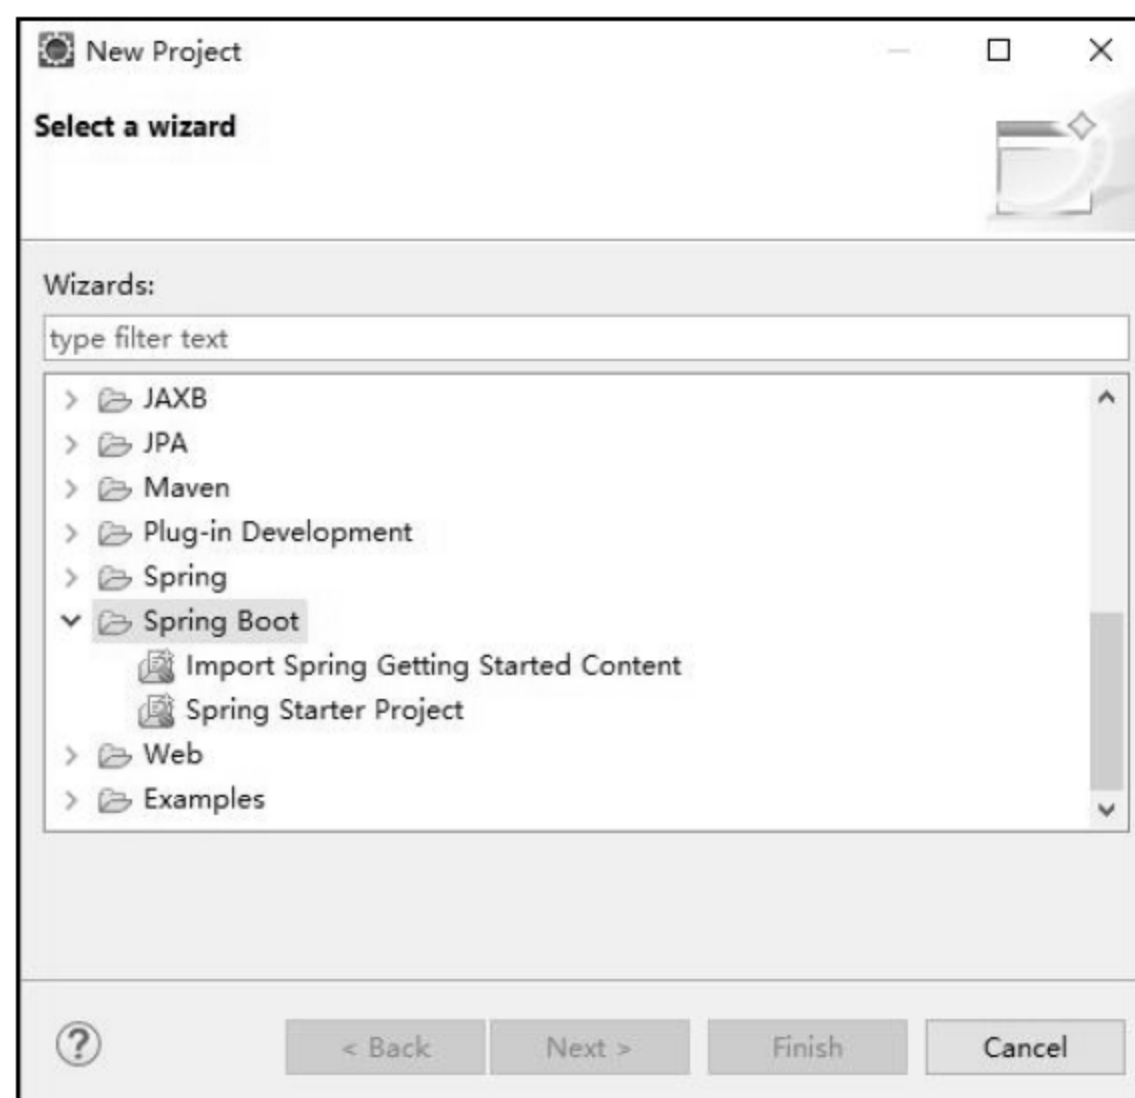 New Project
Select a wizard
Wizards:
type filter text
JAXB
JPA
Maven
Plug-in Development
Spring
Spring Boot
Import Spring Getting Started Content
Spring Starter Project
Web
Examples
?
< Back
Next >
Finish
Cancel